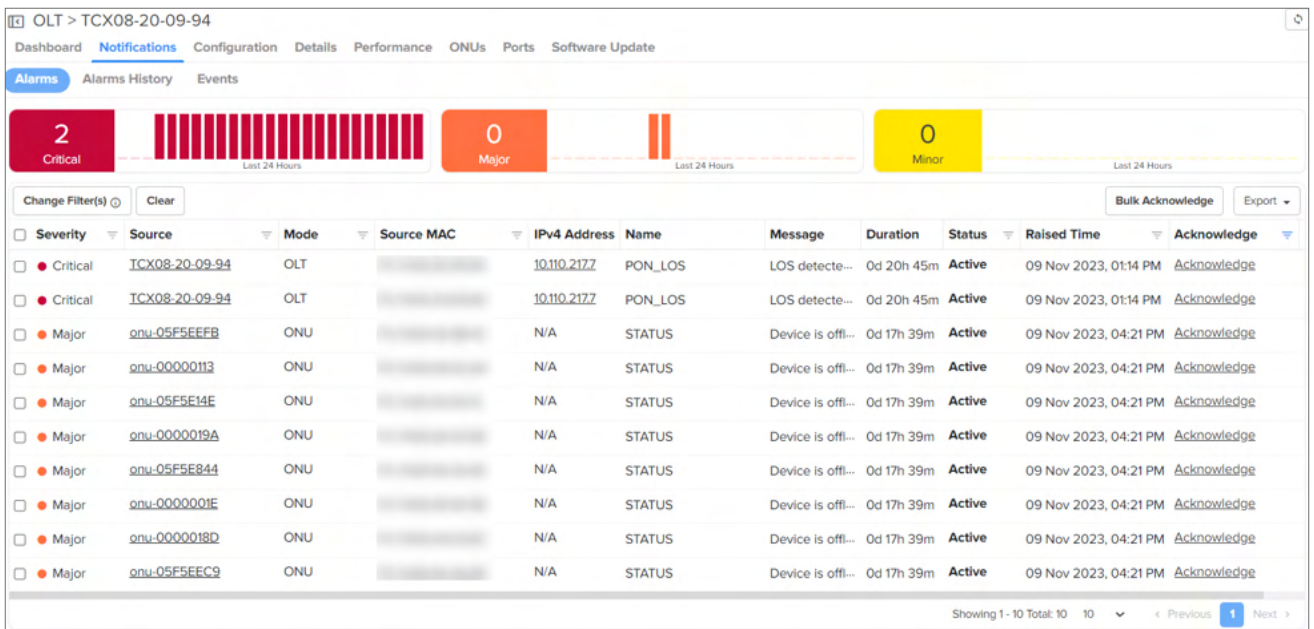 OLT > TCX08-20-09-94
Dashboard Notifications Configuration Details Performance ONUs Ports Software Update
Alarms Alarms History Events
2 Critical Last 24 Hours 0 Major Last 24 Hours 0 Minor Last 24 Hours
Change Filter(s) Clear Bulk Acknowledge Export
Severity Source Mode Source MAC IPv4 Address Name Message Duration Status Raised Time Acknowledge
Critical TCX08-20-09-94 OLT 10.110.217.7 PON_LOS LOS detecte... 0d 20h 45m Active 09 Nov 2023, 01:14 PM Acknowledge
Critical TCX08-20-09-94 OLT 10.110.217.7 PON_LOS LOS detecte... 0d 20h 45m Active 09 Nov 2023, 01:14 PM Acknowledge
Major onu-05F5EEFB ONU N/A STATUS Device is offl... 0d 17h 39m Active 09 Nov 2023, 04:21 PM Acknowledge
Major onu-00000113 ONU N/A STATUS Device is offl... 0d 17h 39m Active 09 Nov 2023, 04:21 PM Acknowledge
Major onu-05F5E14E ONU N/A STATUS Device is offl... 0d 17h 39m Active 09 Nov 2023, 04:21 PM Acknowledge
Major onu-0000019A ONU N/A STATUS Device is offl... 0d 17h 39m Active 09 Nov 2023, 04:21 PM Acknowledge
Major onu-05F5E844 ONU N/A STATUS Device is offl... 0d 17h 39m Active 09 Nov 2023, 04:21 PM Acknowledge
Major onu-0000001E ONU N/A STATUS Device is offl... 0d 17h 39m Active 09 Nov 2023, 04:21 PM Acknowledge
Major onu-0000018D ONU N/A STATUS Device is offl... 0d 17h 39m Active 09 Nov 2023, 04:21 PM Acknowledge
Major onu-05F5EEC9 ONU N/A STATUS Device is offl... 0d 17h 39m Active 09 Nov 2023, 04:21 PM Acknowledge
Showing 1 - 10 Total: 10 10 < Previous 1 Next >